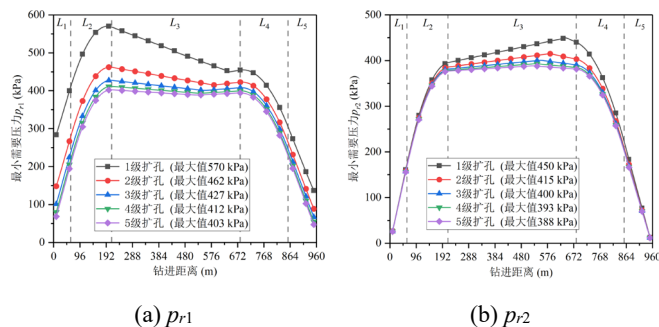 L1 L2 L3 L4 L5
600
500
400
300
200
100
0
最小需要压力pr1 (kPa)
1级扩孔 (最大值570 kPa)
2级扩孔 (最大值462 kPa)
3级扩孔 (最大值427 kPa)
4级扩孔 (最大值412 kPa)
5级扩孔 (最大值403 kPa)
0 96 192 288 384 480 576 672 768 864 960
钻进距离 (m)
(a) pr1
L1 L2 L3 L4 L5
500
400
300
200
100
0
最小需要压力pr2 (kPa)
1级扩孔 (最大值450 kPa)
2级扩孔 (最大值415 kPa)
3级扩孔 (最大值400 kPa)
4级扩孔 (最大值393 kPa)
5级扩孔 (最大值388 kPa)
0 96 192 288 384 480 576 672 768 864 960
钻进距离 (m)
(b) pr2